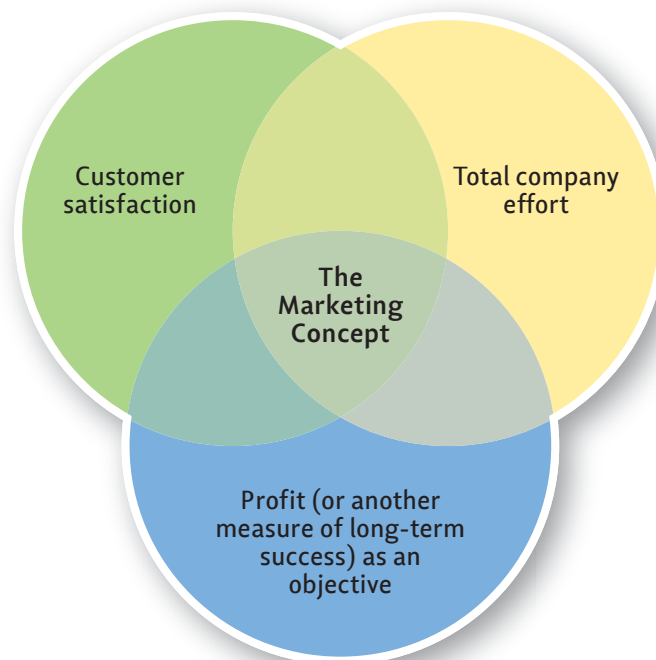 Customer
satisfaction
Total company
effort
The
Marketing
Concept
Profit (or another
measure of long-term
success) as an
objective